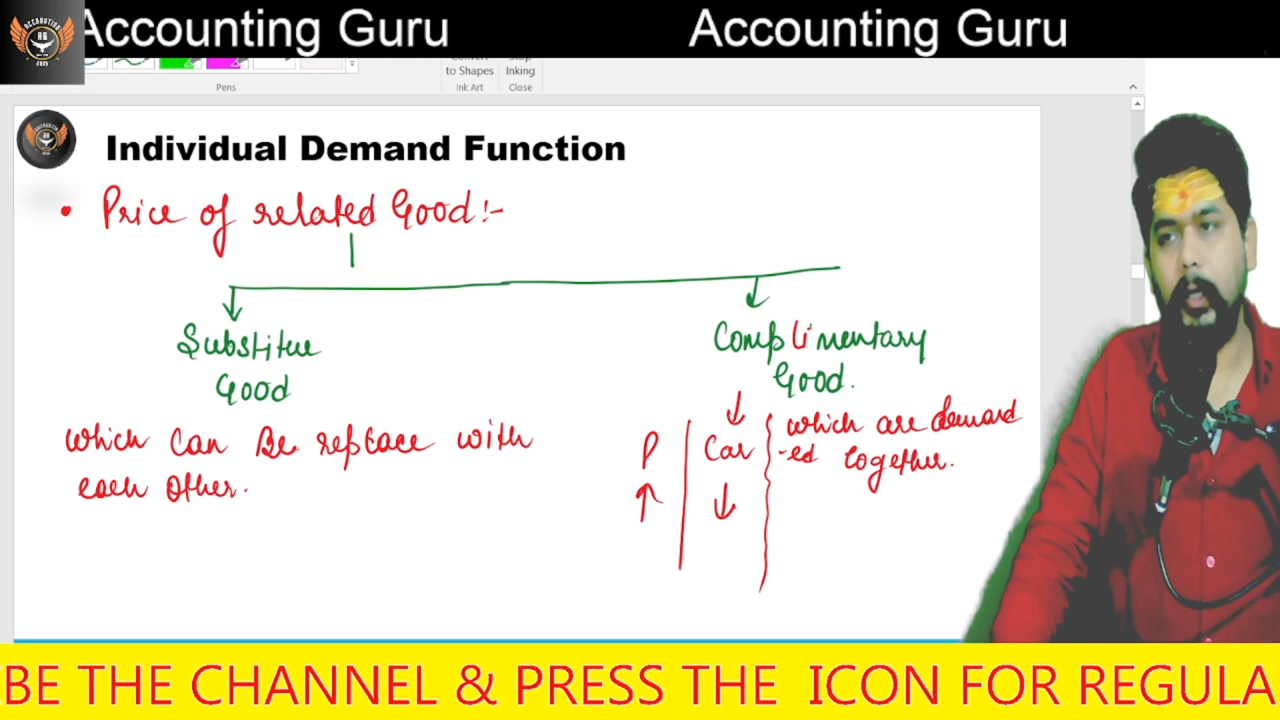 Accounting Guru
Accounting Guru
Convert Stop
to Shapes Inking
Pens
Ink Art
Close
Individual Demand Function
• Price of related Good:-
Substitue
Good
Complimentary
Good.
which can Be replace with
each other.
P
Car
which are demand
-ed together.
BE THE CHANNEL & PRESS THE ICON FOR REGULA